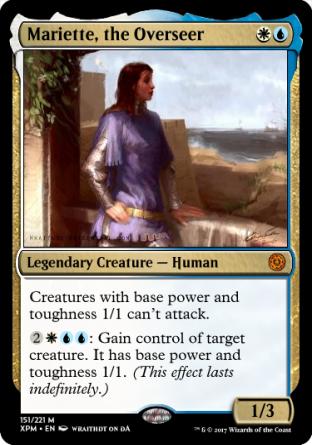 Mariette, the Overseer
Legendary Creature — Human
Creatures with base power and
toughness 1/1 can't attack.
2: Gain control of target
creature. It has base power and
toughness 1/1. (This effect lasts
indefinitely.)
1/3
151/221 M
XPM • EN WRAITHDT ON DA
™ & © 2017 Wizards of the Coast